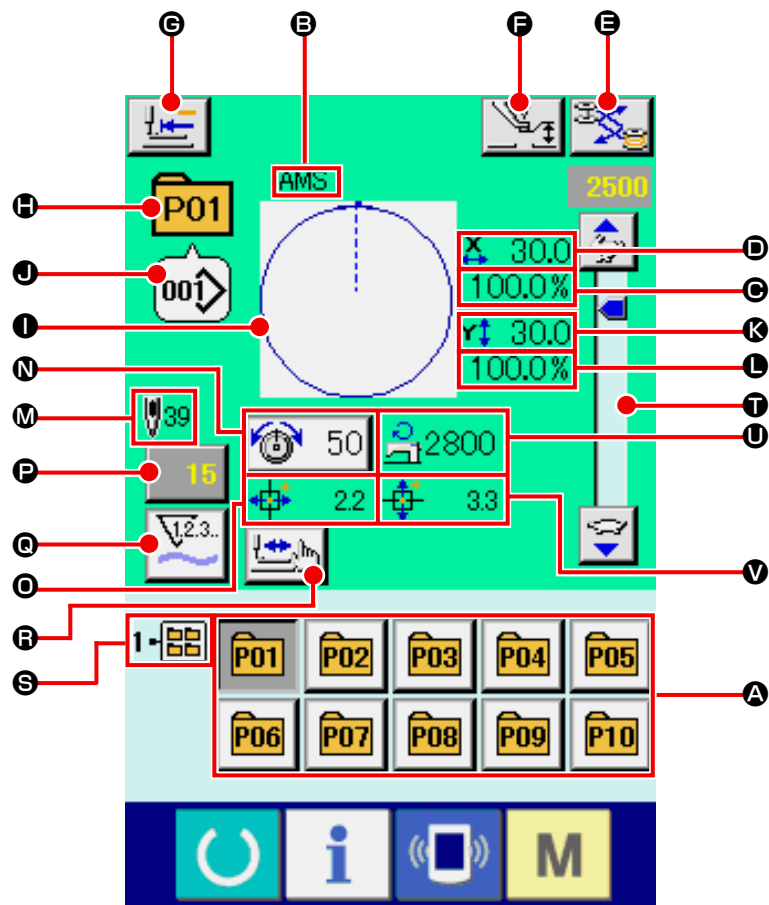 G B F E
AMS
2500
H P01
D X 30.0
J 001
C 100.0%
I
K Y 30.0
L 100.0%
N
M 39
T
50 2800 U
P 15
2.2 3.3
Q 1.2.3..
O
V
R
S 1
P01 P02 P03 P04 P05
A
P06 P07 P08 P09 P10
i M